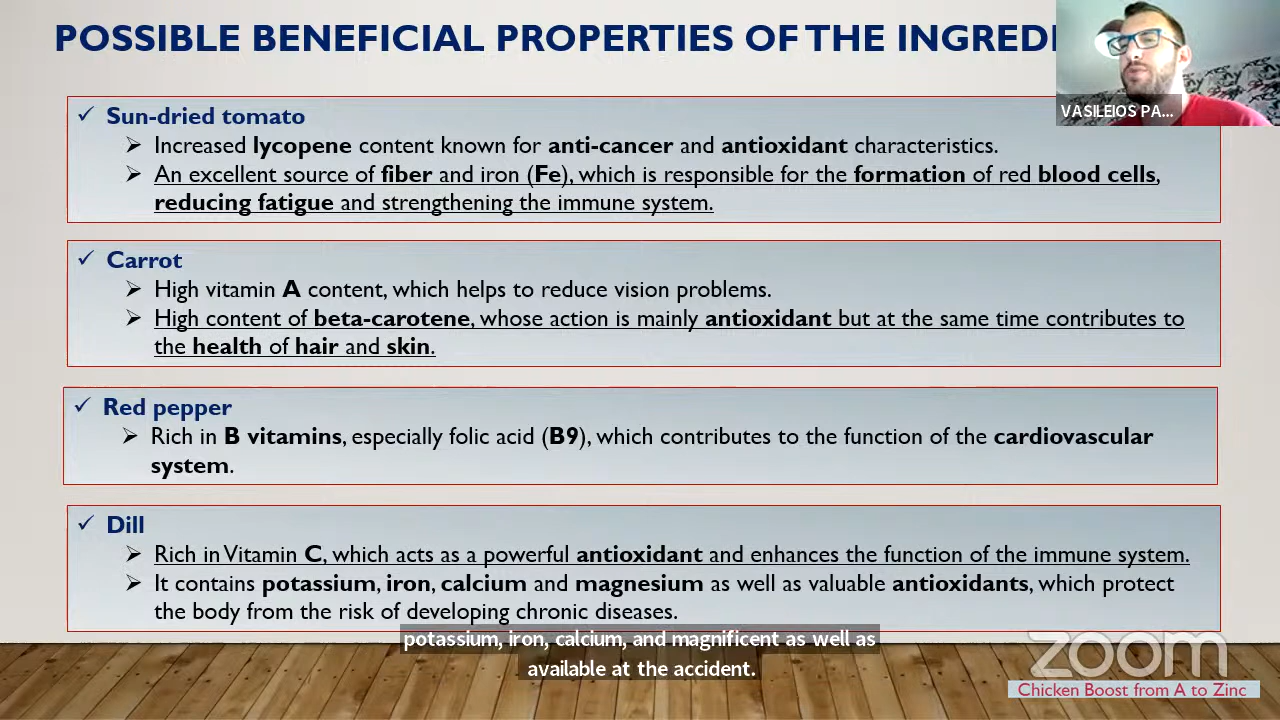 POSSIBLE BENEFICIAL PROPERTIES OF THE INGREDI
VASILEIOS PA...
✓ Sun-dried tomato
➢ Increased lycopene content known for anti-cancer and antioxidant characteristics.
➢ An excellent source of fiber and iron (Fe), which is responsible for the formation of red blood cells,
reducing fatigue and strengthening the immune system.
✓ Carrot
➢ High vitamin A content, which helps to reduce vision problems.
➢ High content of beta-carotene, whose action is mainly antioxidant but at the same time contributes to
the health of hair and skin.
✓ Red pepper
➢ Rich in B vitamins, especially folic acid (B9), which contributes to the function of the cardiovascular
system.
✓ Dill
➢ Rich in Vitamin C, which acts as a powerful antioxidant and enhances the function of the immune system.
➢ It contains potassium, iron, calcium and magnesium as well as valuable antioxidants, which protect
the body from the risk of developing chronic diseases.
potassium, iron, calcium, and magnificent as well as
available at the accident.
zoom
Chicken Boost from A to Zinc